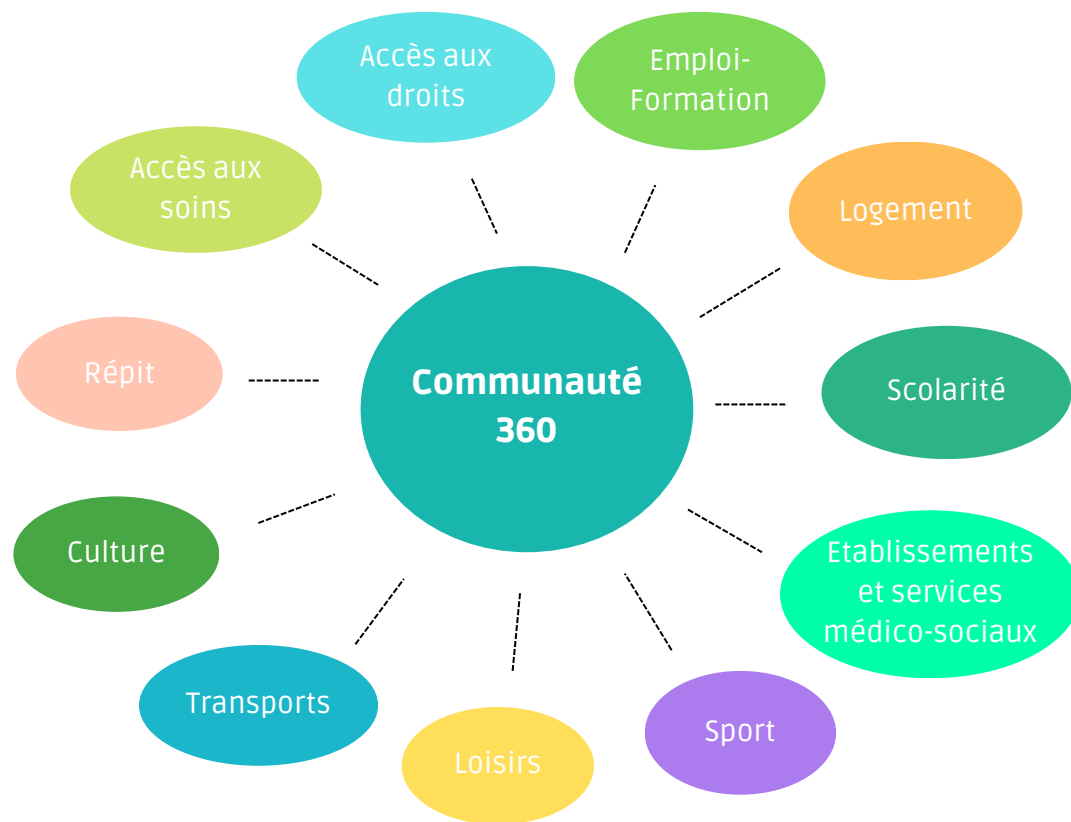 Accès aux
droits
Emploi-
Formation
Accès aux
soins
Logement
Répit
Communauté
360
Scolarité
Culture
Etablissements
et services
médico-sociaux
Transports
Loisirs
Sport